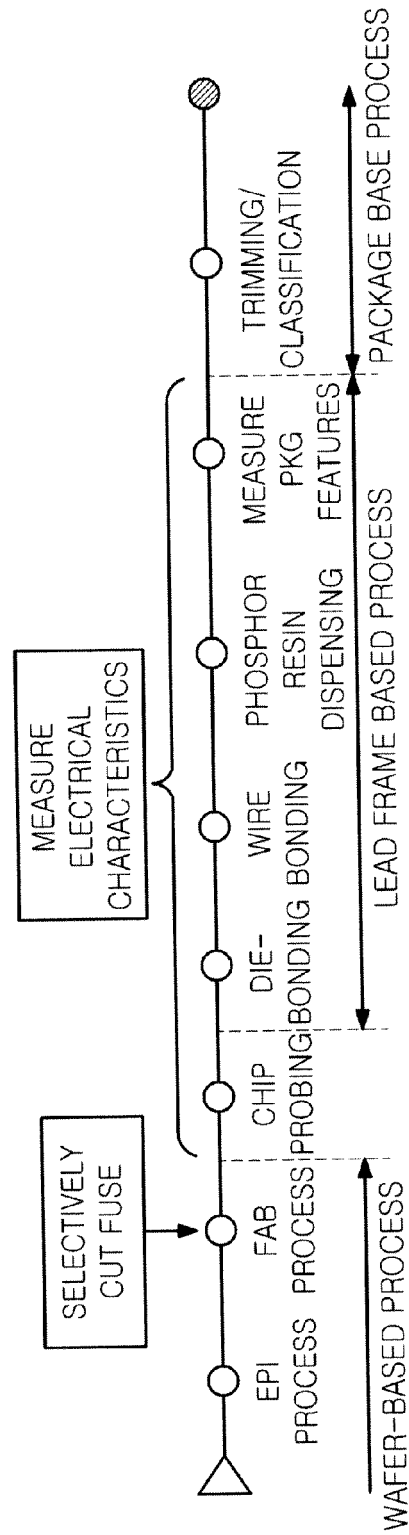 SELECTIVELY
CUT FUSE
MEASURE
ELECTRICAL
CHARACTERISTICS
EPI
PROCESS
FAB
PROCESS
CHIP
PROBING
DIE-
BONDING
WIRE
BONDING
PHOSPHOR
RESIN
DISPENSING
MEASURE
PKG
FEATURES
TRIMMING/
CLASSIFICATION
WAFER-BASED PROCESS
LEAD FRAME BASED PROCESS
PACKAGE BASE PROCESS